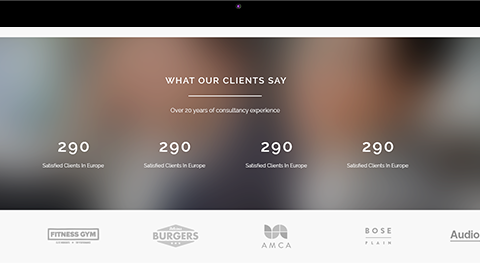 WHAT OUR CLIENTS SAY
Over 20 years of consultancy experience
290 290 290 290
Satisfied Clients In Europe Satisfied Clients In Europe Satisfied Clients In Europe Satisfied Clients In Europe
FITNESS GYM
BURGERS
AMCA
BOSE
PLAIN
Audio